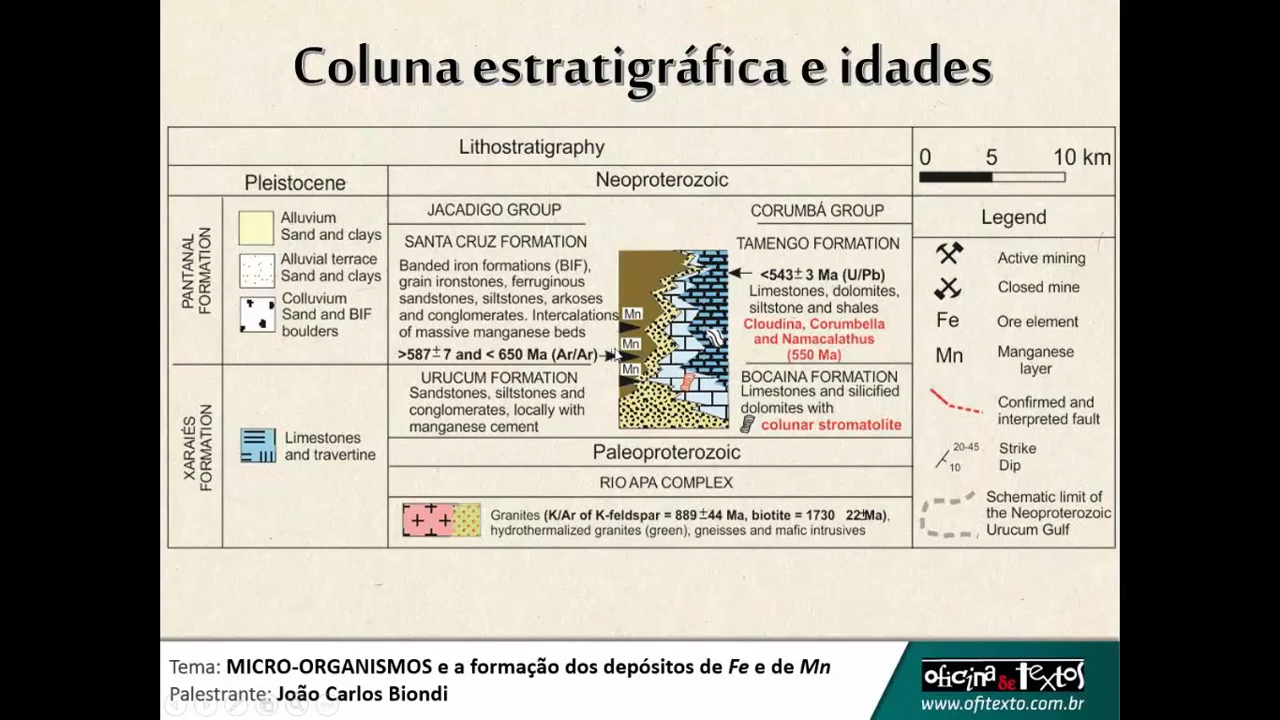 Coluna estratigráfica e idades
Lithostratigraphy
Pleistocene
Neoproterozoic
PANTANAL
FORMATION
Alluvium
Sand and clays
Alluvial terrace
Sand and clays
Colluvium
Sand and BIF
boulders
XARAIÉS
FORMATION
Limestones
and travertine
JACADIGO GROUP
SANTA CRUZ FORMATION
Banded iron formations (BIF),
grain ironstones, ferruginous
sandstones, siltstones, arkoses
and conglomerates. Intercalations
of massive manganese beds
>587±7 and < 650 Ma (Ar/Ar)
URUCUM FORMATION
Sandstones, siltstones and
conglomerates, locally with
manganese cement
Mn
Mn
Mn
CORUMBÁ GROUP
TAMENGO FORMATION
<543±3 Ma (U/Pb)
Limestones, dolomites,
siltstone and shales
Cloudina, Corumbella
and Namacalathus
(550 Ma)
BOCAINA FORMATION
Limestones and silicified
dolomites with
colunar stromatolite
Paleoproterozoic
RIO APA COMPLEX
Granites (K/Ar of K-feldspar = 889±44 Ma, biotite = 1730 22±Ma),
hydrothermalized granites (green), gneisses and mafic intrusives
0 5 10 km
Legend
Active mining
Closed mine
Fe Ore element
Mn Manganese
layer
Confirmed and
interpreted fault
20-45
10
Strike
Dip
Schematic limit of
the Neoproterozoic
Urucum Gulf
Tema: MICRO-ORGANISMOS e a formação dos depósitos de Fe e de Mn
Palestrante: João Carlos Biondi
oficina de textos
www.ofitexto.com.br